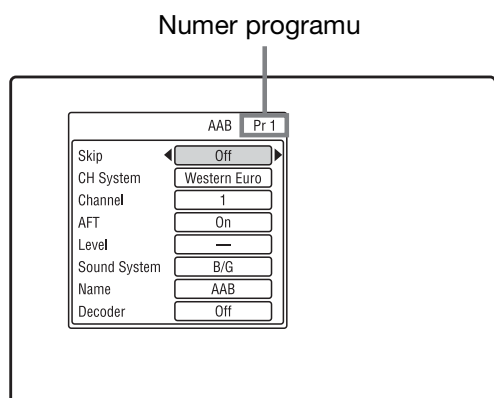 Numer programu
AAB Pr 1
Skip Off
CH System Western Euro
Channel 1
AFT On
Level —
Sound System B/G
Name AAB
Decoder Off